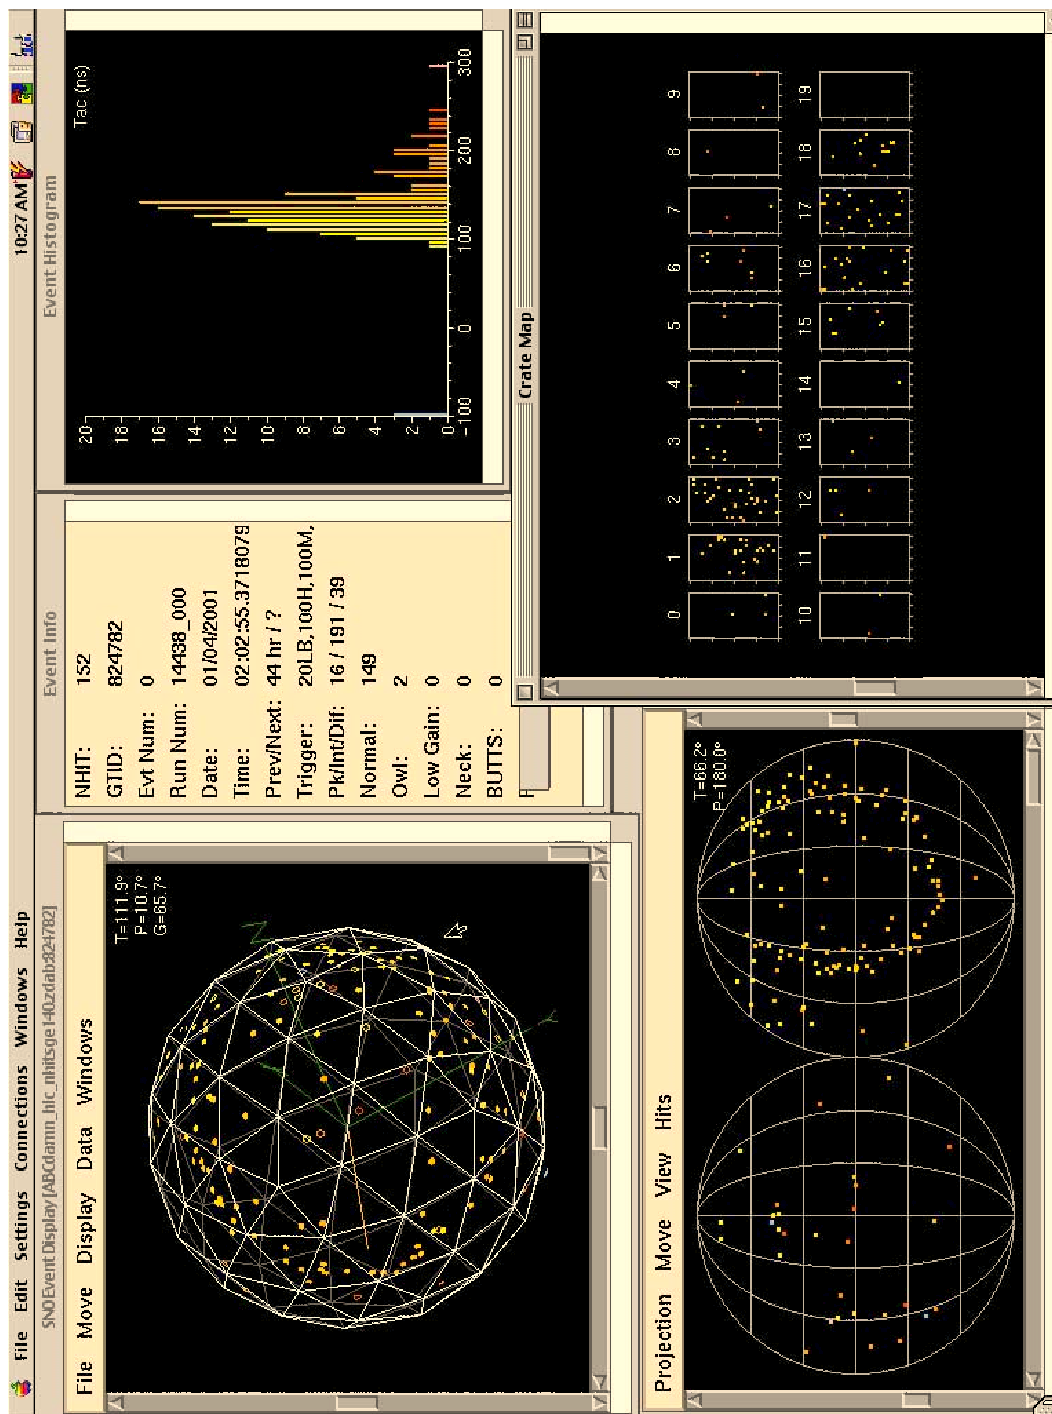 File Edit Settings Connections Windows Help
10:27 AM
SNOEventDisplay [ABCdamn_hlc_nhitsge140.zdab:824782]
File Move Display Data Windows
T=111.9°
P=10.7°
G=65.7°
Z
Y
Event Info
NHIT: 152
GTID: 824782
Evt Num: 0
Run Num: 14438_000
Date: 01/04/2001
Time: 02:02:55.3718079
Prev/Next: 44 hr / ?
Trigger: 20LB,100H,100M,
Pk/Int/Dif: 16 / 191 / 39
Normal: 149
Owl: 2
Low Gain: 0
Neck: 0
BUTTS: 0
Event Histogram
Tac (ns)
20
18
16
14
12
10
8
6
4
2
0
-100 0 100 200 300
Projection Move View Hits
T=66.2°
P=180.0°
Crate Map
0 1 2 3 4 5 6 7 8 9
10 11 12 13 14 15 16 17 18 19